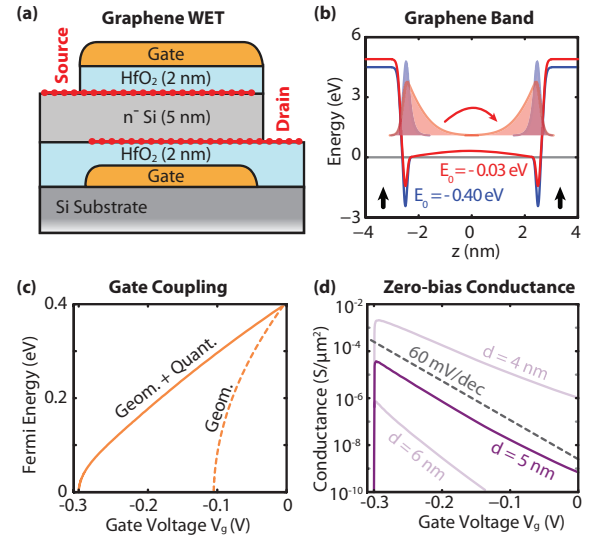 (a) Graphene WET
Source
Gate
HfO₂ (2 nm)
n⁻ Si (5 nm)
Drain
HfO₂ (2 nm)
Gate
Si Substrate
(b) Graphene Band
Energy (eV)
3
0
−3
E₀ = - 0.03 eV
E₀ = - 0.40 eV
−4 −2 0 2 4
z (nm)
(c) Gate Coupling
Fermi Energy (eV)
0.4
0.2
0
Geom. + Quant.
Geom.
-0.3 -0.2 -0.1 0
Gate Voltage V_g (V)
(d) Zero-bias Conductance
Conductance (S/μm²)
10⁻²
10⁻⁴
10⁻⁶
10⁻⁸
10⁻¹⁰
d = 4 nm
60 mV/dec
d = 5 nm
d = 6 nm
-0.3 -0.2 -0.1 0
Gate Voltage V_g (V)